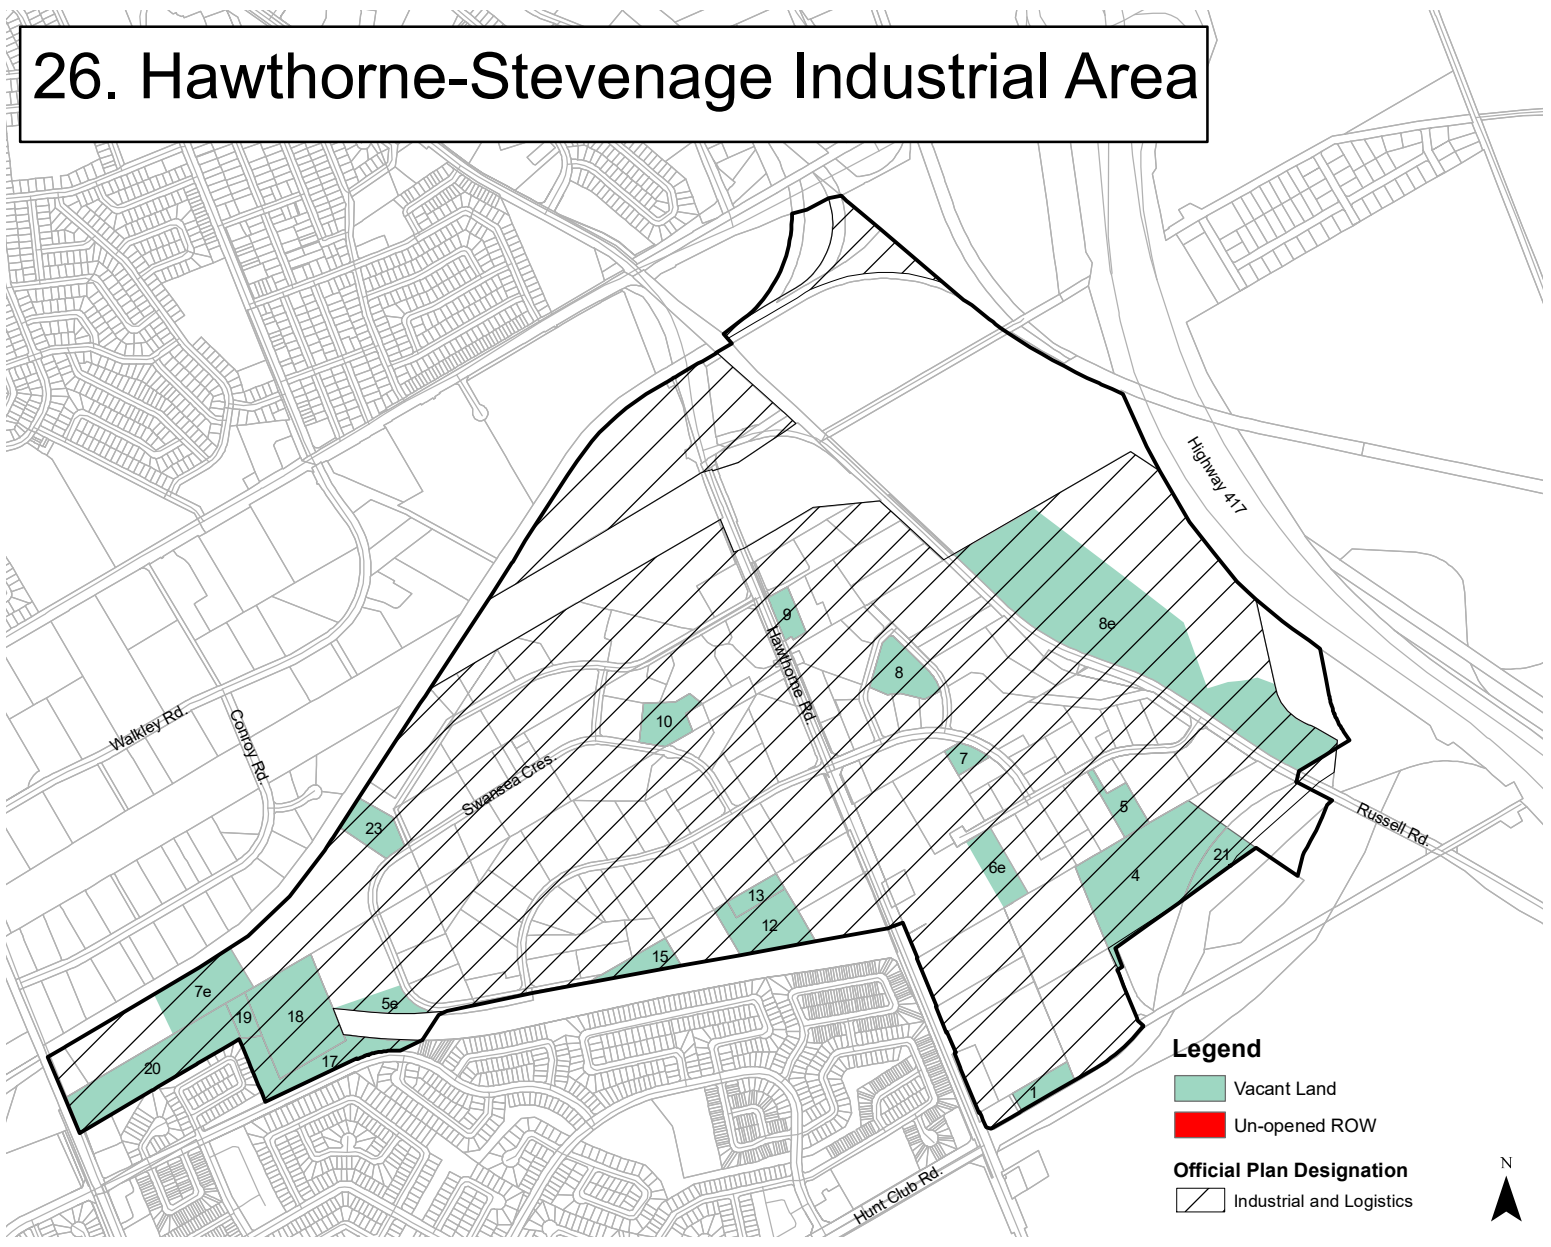 26. Hawthorne-Stevenage Industrial Area
Highway 417
8e
9
Hawthorne Rd.
8
10
Walkley Rd.
Conroy Rd.
Swansea Cres.
7
23
5
Russell Rd.
21
6e
4
13
12
15
7e
5e
19
18
17
20
1
Hunt Club Rd.
Legend
Vacant Land
Un-opened ROW
Official Plan Designation
Industrial and Logistics
N